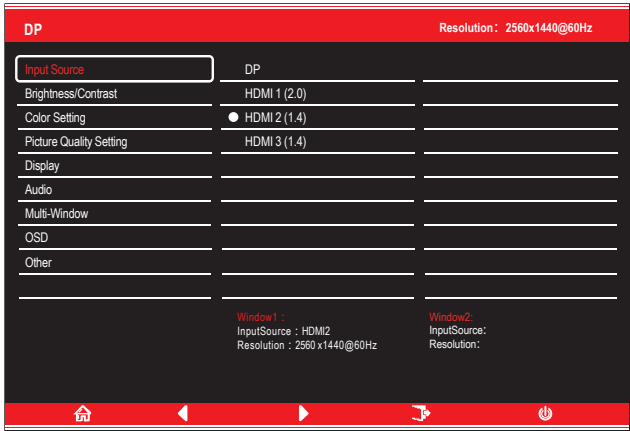 DP
Resolution: 2560x1440@60Hz
Input Source
DP
Brightness/Contrast
HDMI 1 (2.0)
Color Setting
HDMI 2 (1.4)
Picture Quality Setting
HDMI 3 (1.4)
Display
Audio
Multi-Window
OSD
Other
Window1 :
InputSource : HDMI2
Resolution : 2560 x1440@60Hz
Window2:
InputSource:
Resolution: